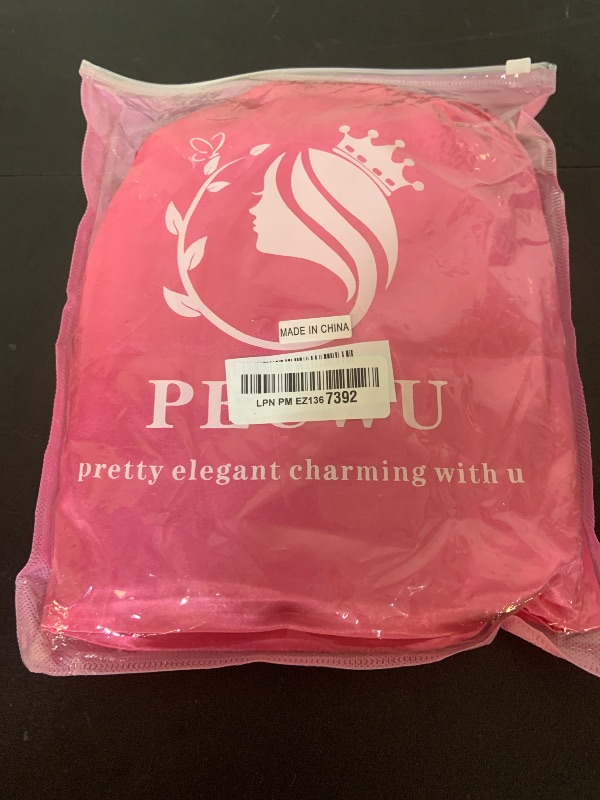 MADE IN CHINA
LPN PM EZ136 7392
pretty elegant charming with u